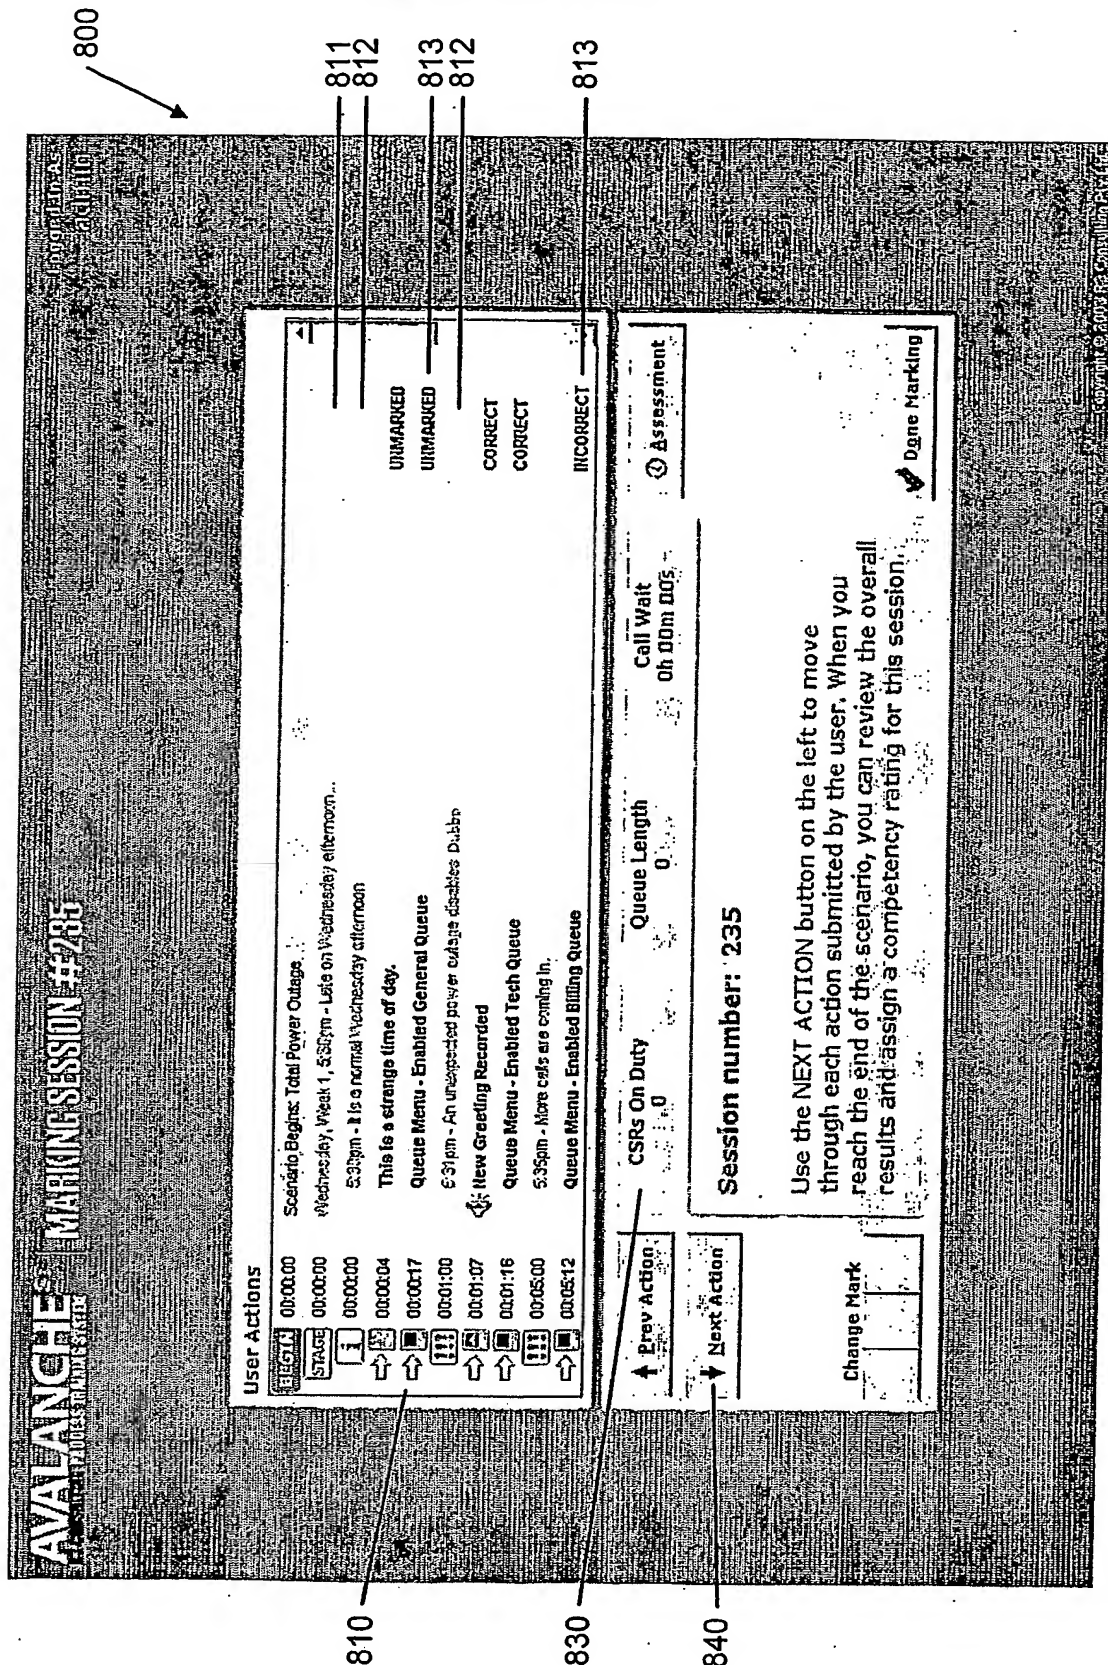 800
AVALANCHE
MARKING SESSION #235
User Actions
BEGIN 00:00:00 Scenario Begins: Total Power Outage
STAGE 00:00:00 Wednesday, Week 1, 5:30pm - Late on Wednesday afternoon...
i 00:00:00 5:30pm - It is a normal Wednesday afternoon
00:00:04 This is a strange time of day. UNMARKED
00:00:17 Queue Menu - Enabled General Queue UNMARKED
!!! 00:01:00 5:31pm - An unexpected power outage disables Dubbo
00:01:07 New Greeting Recorded CORRECT
00:01:16 Queue Menu - Enabled Tech Queue CORRECT
!!! 00:05:00 5:35pm - More calls are coming in.
00:05:12 Queue Menu - Enabled Billing Queue INCORRECT
811
812
813
812
813
810
Prev Action
CSRs On Duty
0
Queue Length
0
Call Wait
0h 00m 00s
Assessment
Next Action
Session number: 235
Use the NEXT ACTION button on the left to move
through each action submitted by the user. When you
reach the end of the scenario, you can review the overall
results and assign a competency rating for this session.
Change Mark
Done Marking
830
840